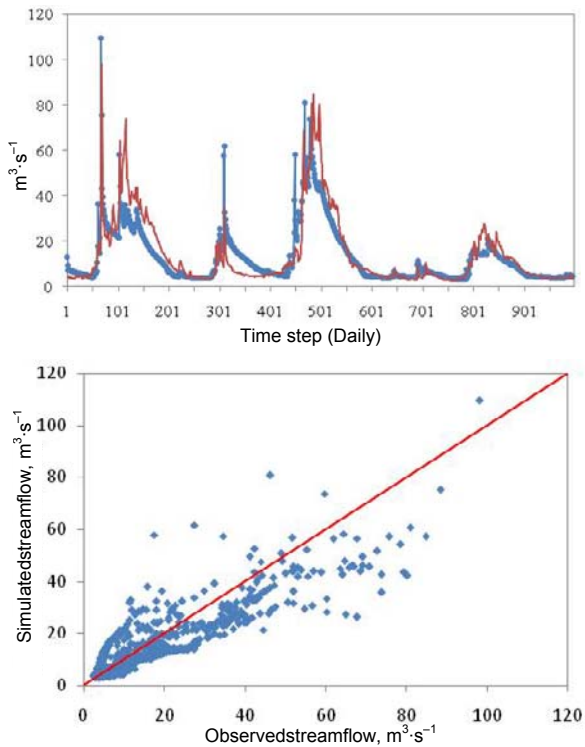 120
100
80
60
40
20
0
m³·s⁻¹
1 101 201 301 401 501 601 701 801 901
Time step (Daily)
120
100
80
60
40
20
0
Simulatedstreamflow, m³·s⁻¹
0 20 40 60 80 100 120
Observedstreamflow, m³·s⁻¹